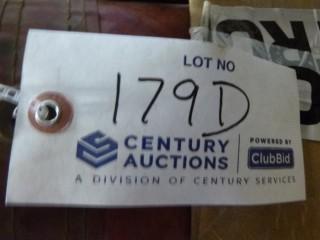 LOT NO
179D
CENTURY
AUCTIONS
POWERED BY
ClubBid
A DIVISION OF CENTURY SERVICES